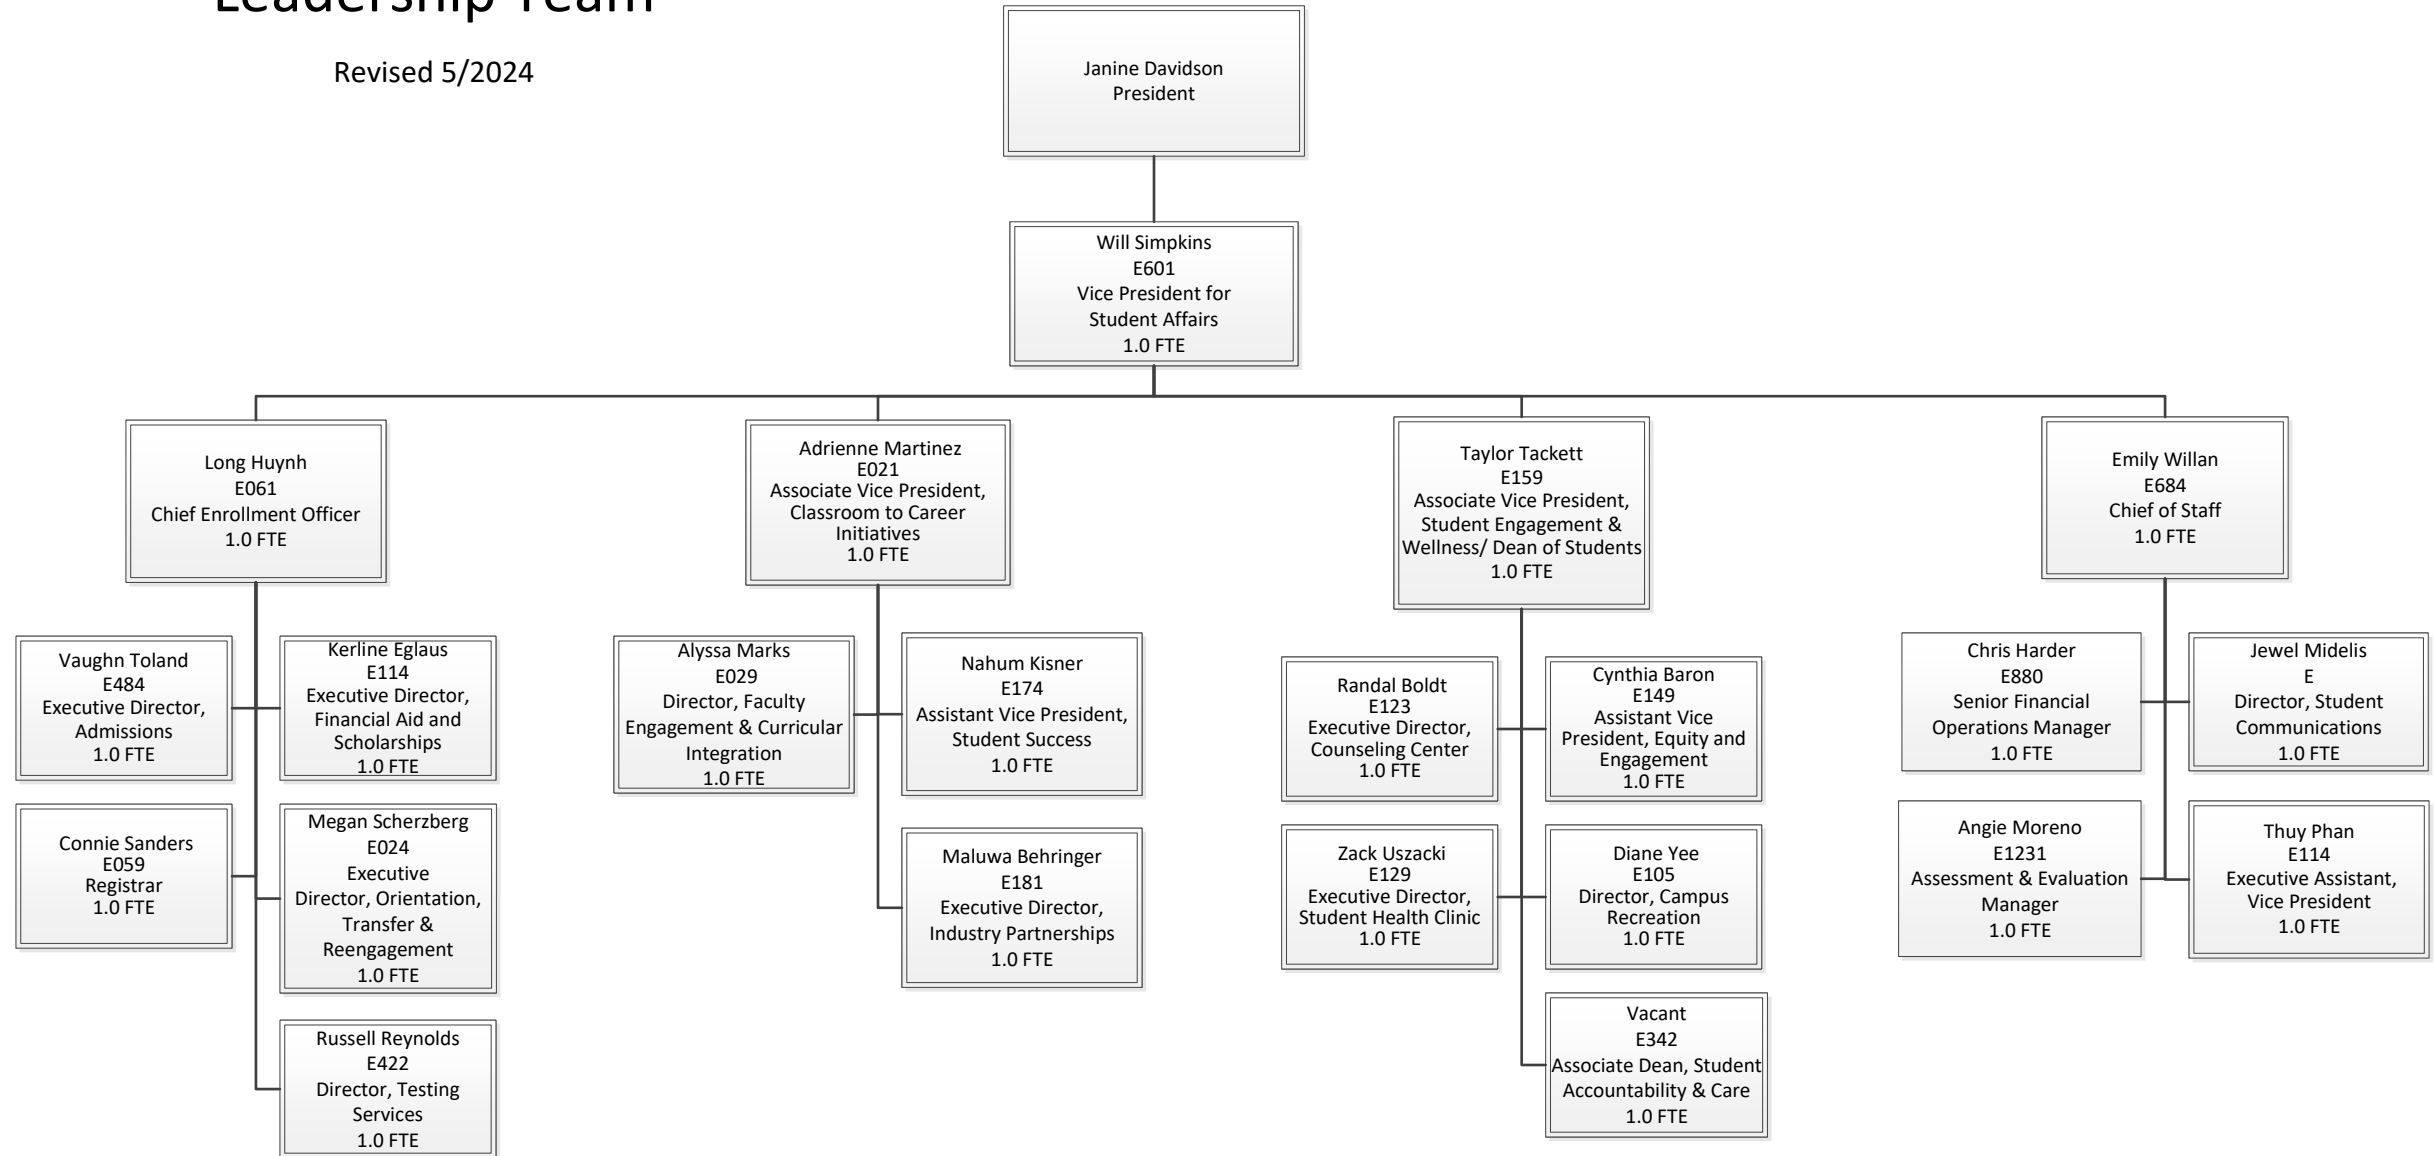 Leadership Team
Revised 5/2024
Janine Davidson
President
Will Simpkins
E601
Vice President for
Student Affairs
1.0 FTE
Long Huynh
E061
Chief Enrollment Officer
1.0 FTE
Adrienne Martinez
E021
Associate Vice President,
Classroom to Career
Initiatives
1.0 FTE
Taylor Tackett
E159
Associate Vice President,
Student Engagement &
Wellness/ Dean of Students
1.0 FTE
Emily Willan
E684
Chief of Staff
1.0 FTE
Vaughn Toland
E484
Executive Director,
Admissions
1.0 FTE
Kerline Eglaus
E114
Executive Director,
Financial Aid and
Scholarships
1.0 FTE
Connie Sanders
E059
Registrar
1.0 FTE
Megan Scherzberg
E024
Executive
Director, Orientation,
Transfer &
Reengagement
1.0 FTE
Russell Reynolds
E422
Director, Testing
Services
1.0 FTE
Alyssa Marks
E029
Director, Faculty
Engagement & Curricular
Integration
1.0 FTE
Nahum Kisner
E174
Assistant Vice President,
Student Success
1.0 FTE
Maluwa Behringer
E181
Executive Director,
Industry Partnerships
1.0 FTE
Randal Boldt
E123
Executive Director,
Counseling Center
1.0 FTE
Cynthia Baron
E149
Assistant Vice
President, Equity and
Engagement
1.0 FTE
Zack Uszacki
E129
Executive Director,
Student Health Clinic
1.0 FTE
Diane Yee
E105
Director, Campus
Recreation
1.0 FTE
Vacant
E342
Associate Dean, Student
Accountability & Care
1.0 FTE
Chris Harder
E880
Senior Financial
Operations Manager
1.0 FTE
Jewel Midelis
E
Director, Student
Communications
1.0 FTE
Angie Moreno
E1231
Assessment & Evaluation
Manager
1.0 FTE
Thuy Phan
E114
Executive Assistant,
Vice President
1.0 FTE